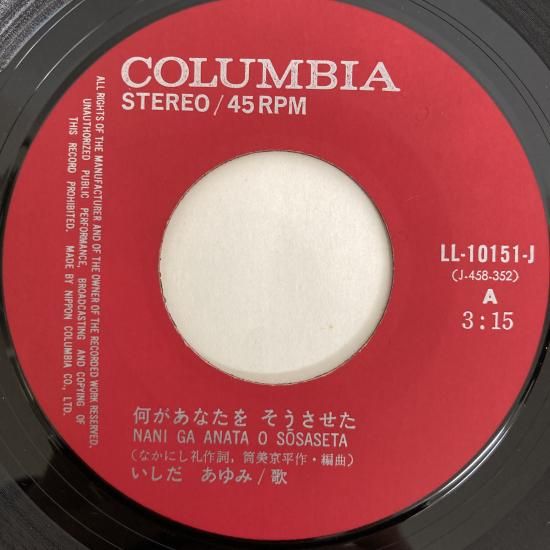 COLUMBIA
STEREO/45RPM
ALL RIGHTS OF THE MANUFACTURER AND OF THE OWNER OF THE RECORDED WORK RESERVED.
UNAUTHORIZED PUBLIC PERFORMANCE, BROADCASTING AND COPYING OF
THIS RECORD PROHIBITED. MADE BY NIPPON COLUMBIA CO., LTD.
LL-10151-J
(J-458-352)
A
3:15
何があなたを そうさせた
NANI GA ANATA O SŌSASETA
(なかにし礼作詞, 筒美京平作・編曲)
いしだ あゆみ/歌